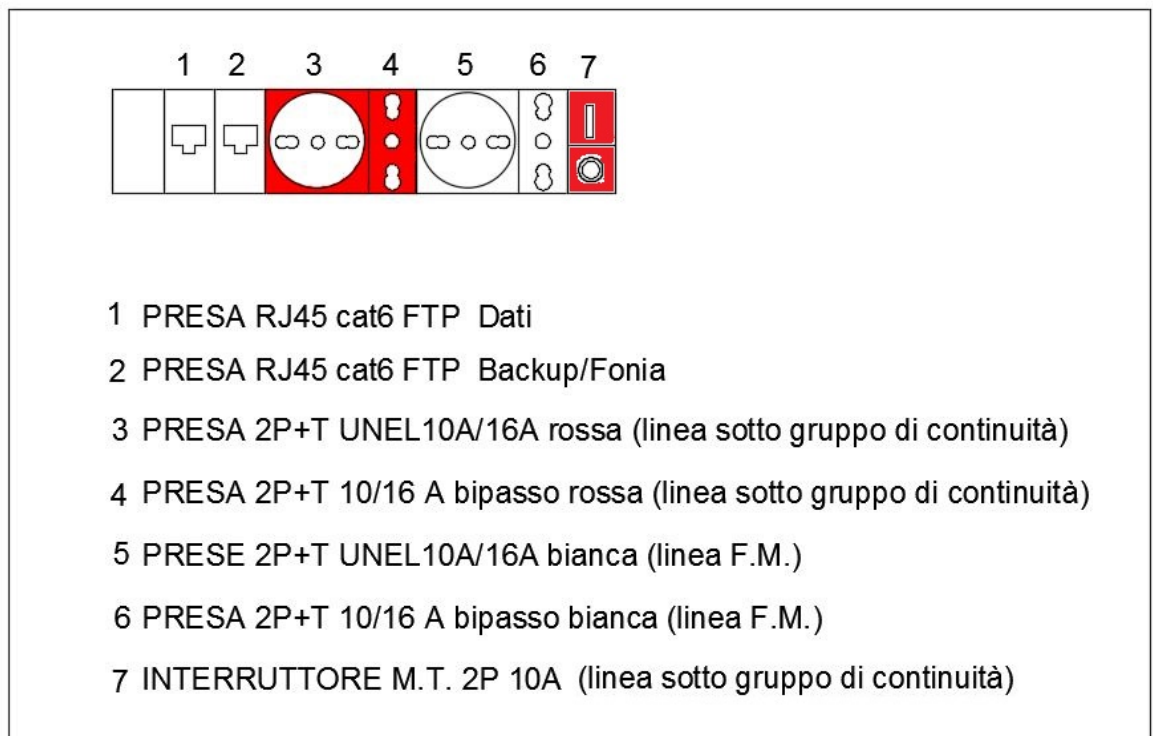 1 2 3 4 5 6 7
1 PRESA RJ45 cat6 FTP Dati
2 PRESA RJ45 cat6 FTP Backup/Fonia
3 PRESA 2P+T UNEL10A/16A rossa (linea sotto gruppo di continuità)
4 PRESA 2P+T 10/16 A bipasso rossa (linea sotto gruppo di continuità)
5 PRESE 2P+T UNEL10A/16A bianca (linea F.M.)
6 PRESA 2P+T 10/16 A bipasso bianca (linea F.M.)
7 INTERRUTTORE M.T. 2P 10A (linea sotto gruppo di continuità)